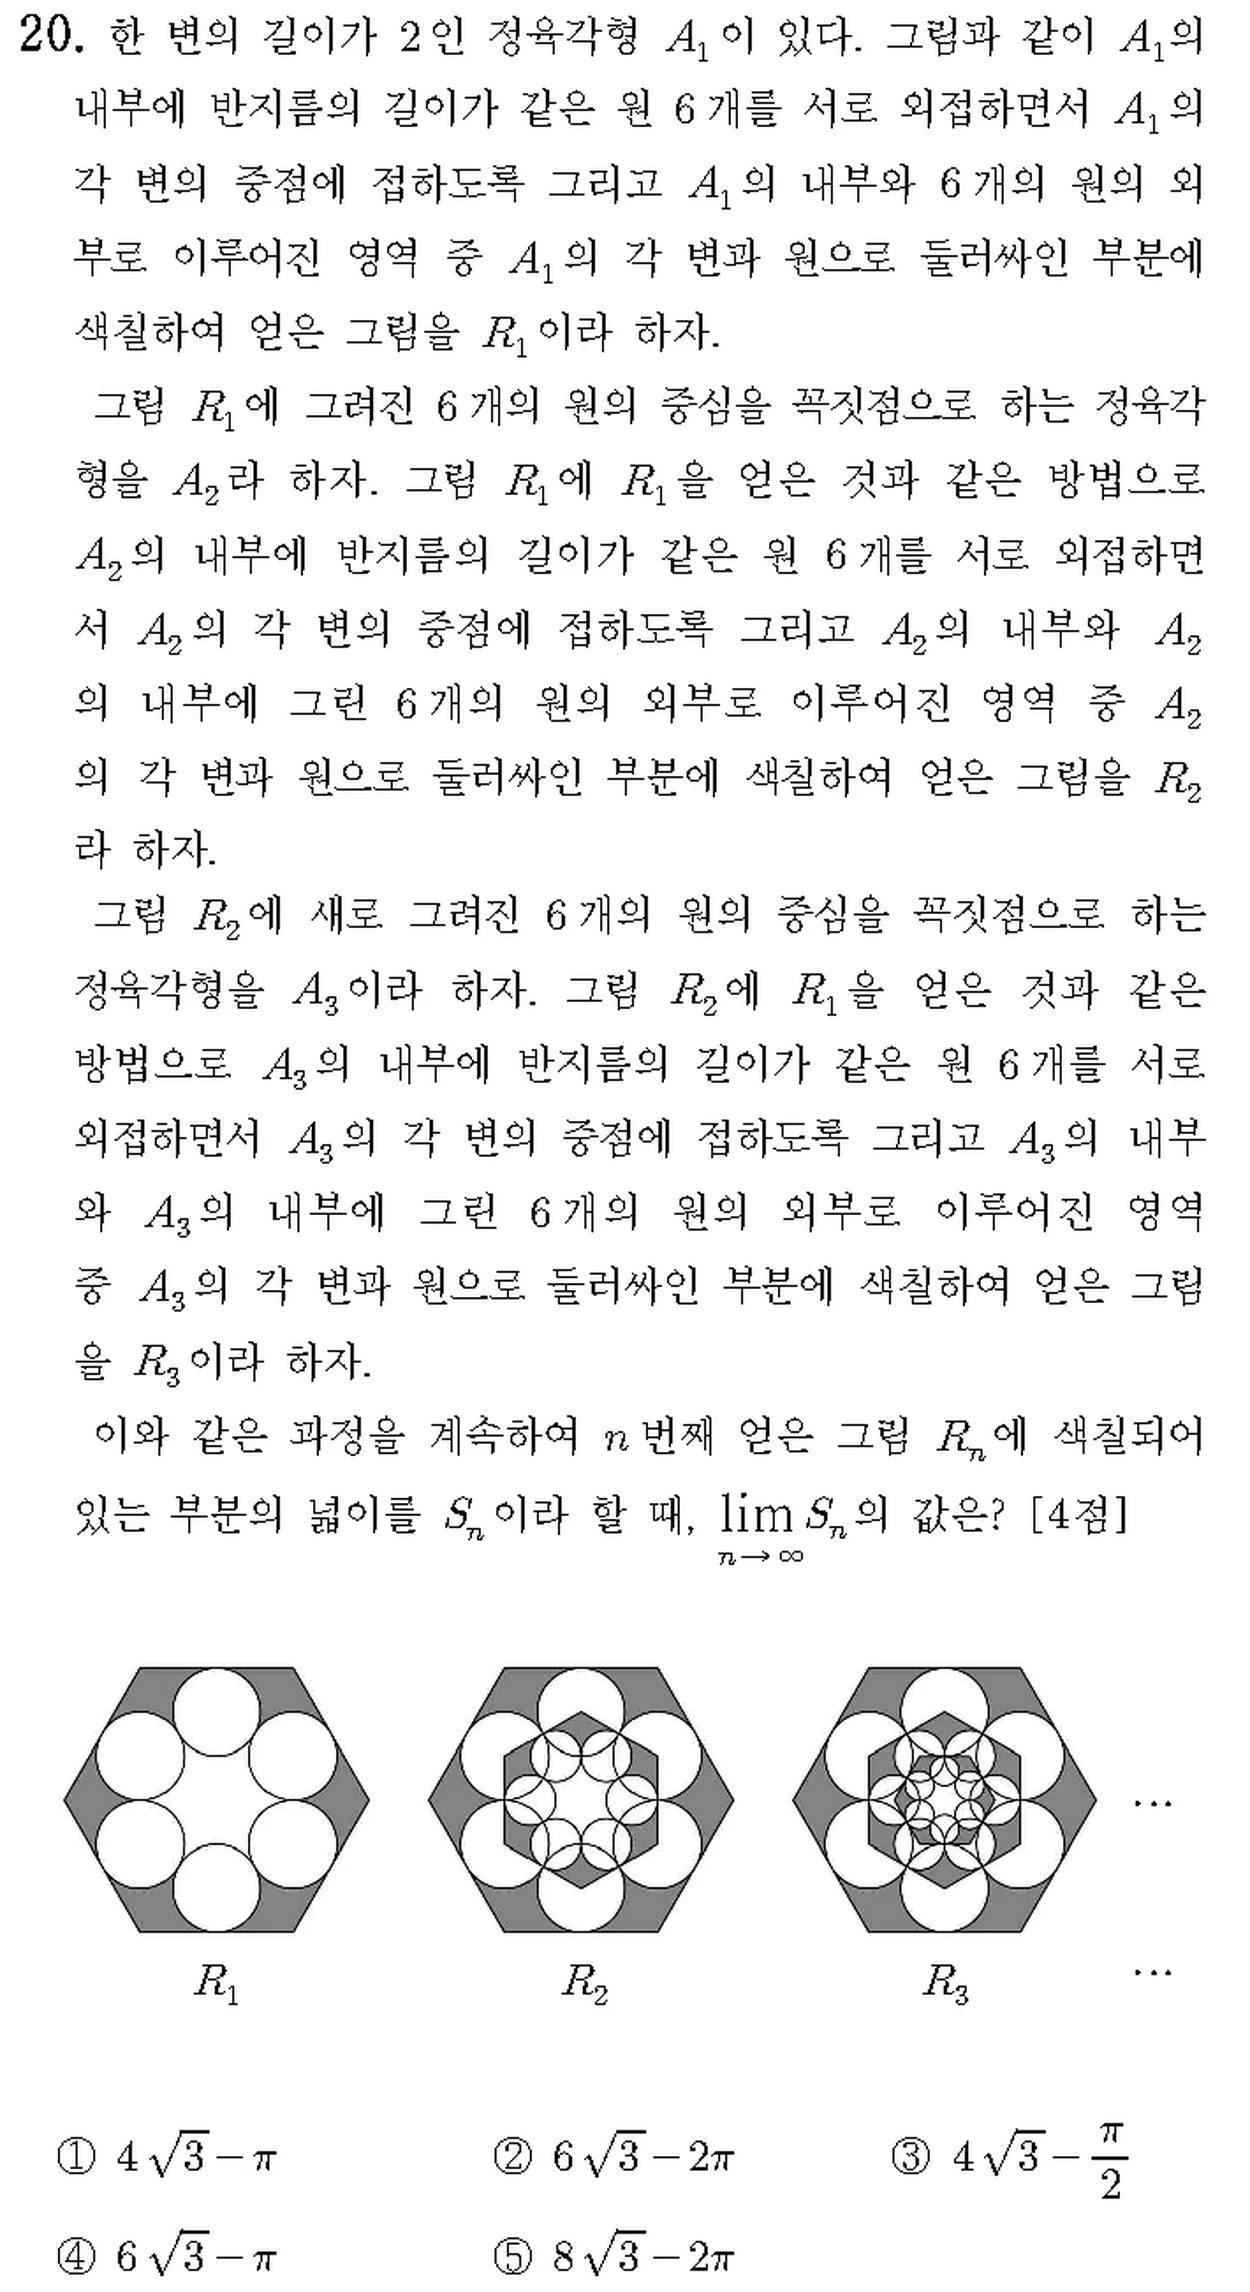 20. 한 변의 길이가 2인 정육각형 A₁이 있다. 그림과 같이 A₁의
내부에 반지름의 길이가 같은 원 6개를 서로 외접하면서 A₁의
각 변의 중점에 접하도록 그리고 A₁의 내부와 6개의 원의 외
부로 이루어진 영역 중 A₁의 각 변과 원으로 둘러싸인 부분에
색칠하여 얻은 그림을 R₁이라 하자.
그림 R₁에 그려진 6개의 원의 중심을 꼭짓점으로 하는 정육각
형을 A₂라 하자. 그림 R₁에 R₁을 얻은 것과 같은 방법으로
A₂의 내부에 반지름의 길이가 같은 원 6개를 서로 외접하면
서 A₂의 각 변의 중점에 접하도록 그리고 A₂의 내부와 A₂
의 내부에 그린 6개의 원의 외부로 이루어진 영역 중 A₂
의 각 변과 원으로 둘러싸인 부분에 색칠하여 얻은 그림을 R₂
라 하자.
그림 R₂에 새로 그려진 6개의 원의 중심을 꼭짓점으로 하는
정육각형을 A₃이라 하자. 그림 R₂에 R₁을 얻은 것과 같은
방법으로 A₃의 내부에 반지름의 길이가 같은 원 6개를 서로
외접하면서 A₃의 각 변의 중점에 접하도록 그리고 A₃의 내부
와 A₃의 내부에 그린 6개의 원의 외부로 이루어진 영역
중 A₃의 각 변과 원으로 둘러싸인 부분에 색칠하여 얻은 그림
을 R₃이라 하자.
이와 같은 과정을 계속하여 n번째 얻은 그림 Rₙ에 색칠되어
있는 부분의 넓이를 Sₙ이라 할 때, lim Sₙ의 값은? [4점]
n→∞
…
R₁ R₂ R₃ …
① 4√3−π ② 6√3−2π ③ 4√3−π/2
④ 6√3−π ⑤ 8√3−2π